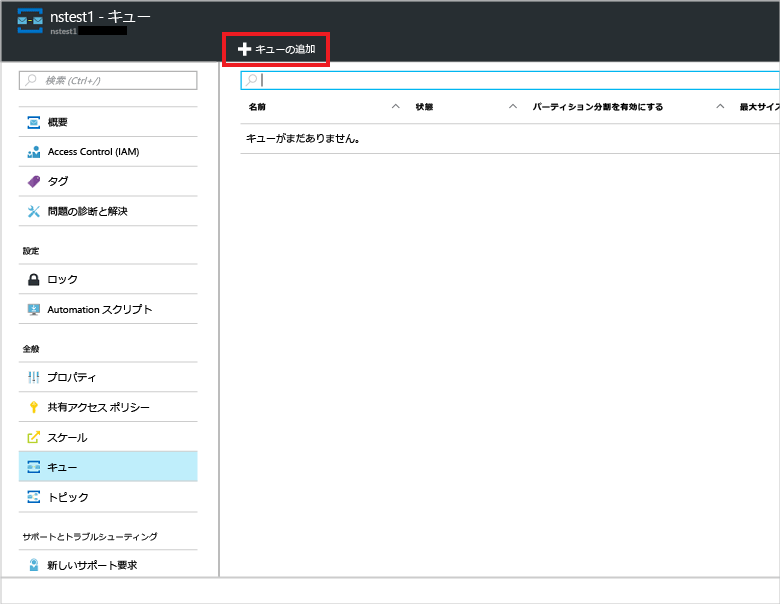 nstest1 - キュー
nstest1
キューの追加
検索 (Ctrl+/)
名前 状態 パーティション分割を有効にする 最大サイズ
キューがまだありません。
概要
Access Control (IAM)
タグ
問題の診断と解決
設定
ロック
Automation スクリプト
全般
プロパティ
共有アクセス ポリシー
スケール
キュー
トピック
サポートとトラブルシューティング
新しいサポート要求